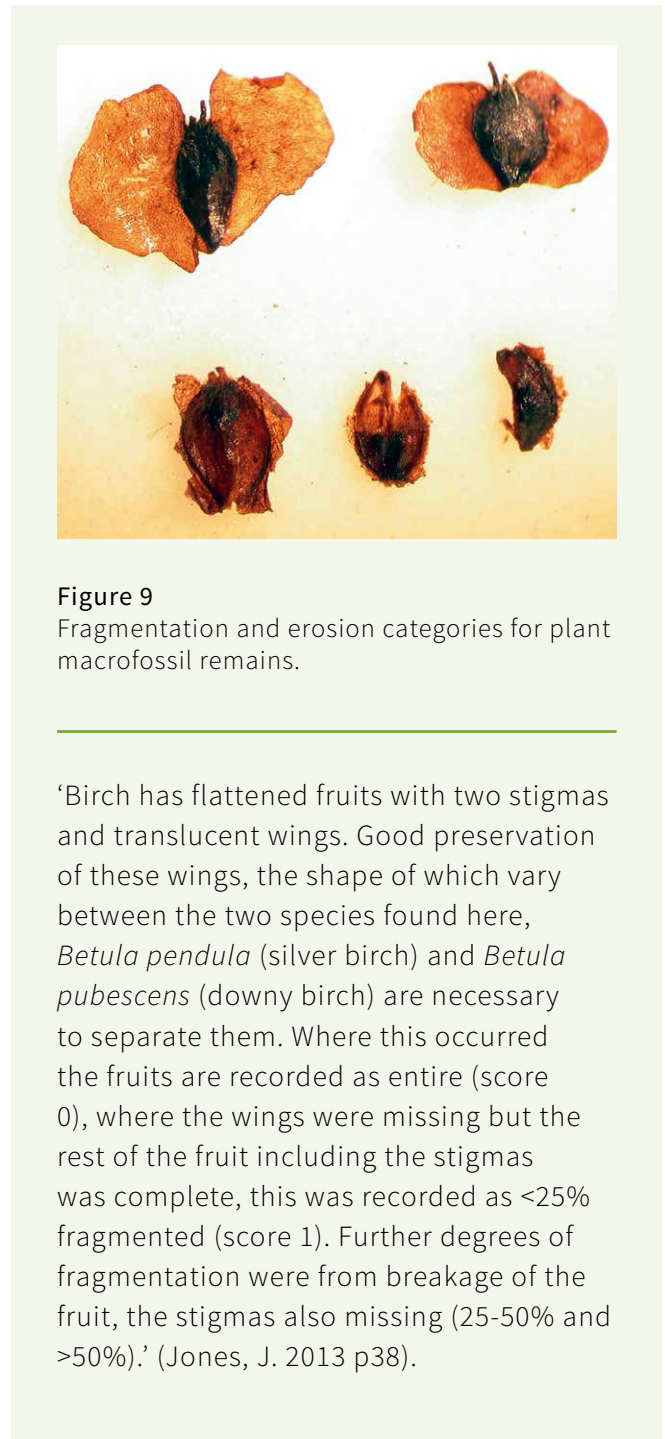 Figure 9
Fragmentation and erosion categories for plant
macrofossil remains.
‘Birch has flattened fruits with two stigmas
and translucent wings. Good preservation
of these wings, the shape of which vary
between the two species found here,
Betula pendula (silver birch) and Betula
pubescens (downy birch) are necessary
to separate them. Where this occurred
the fruits are recorded as entire (score
0), where the wings were missing but the
rest of the fruit including the stigmas
was complete, this was recorded as <25%
fragmented (score 1). Further degrees of
fragmentation were from breakage of the
fruit, the stigmas also missing (25-50% and
>50%).’ (Jones, J. 2013 p38).